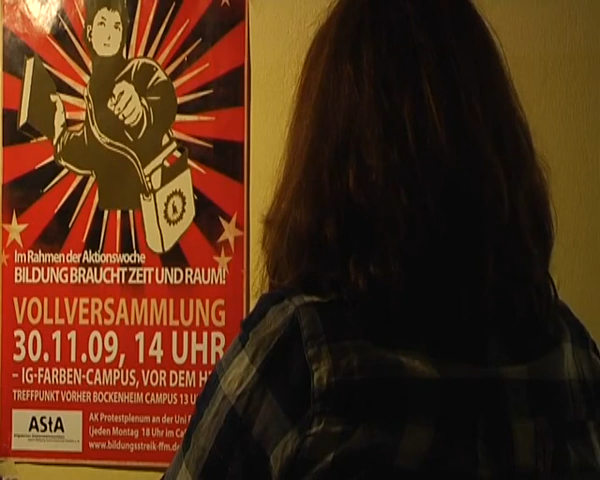 Im Rahmen der Aktionswoche
BILDUNG BRAUCHT ZEIT UND RAUM!
VOLLVERSAMMLUNG
30.11.09, 14 UHR
– IG-FARBEN-CAMPUS, VOR DEM
TREFFPUNKT VORHER BOCKENHEIM CAMPUS 13 U
AStA
AK Protestplenum an der Uni
(jeden Montag 18 Uhr im Ca
www.bildungsstreik-ffm.de